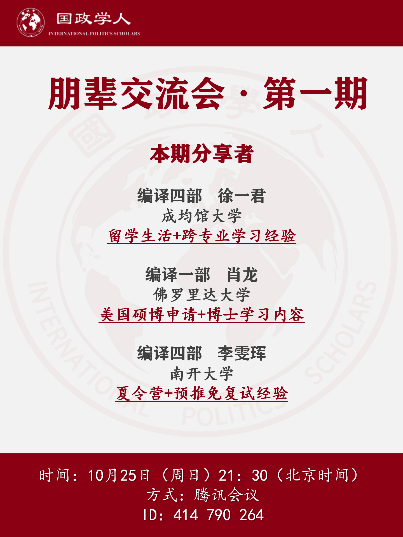 国政学人
INTERNATIONAL POLITICS SCHOLARS
朋辈交流会·第一期
本期分享者
编译四部 徐一君
成均馆大学
留学生活+跨专业学习经验
编译一部 肖龙
佛罗里达大学
美国硕博申请+博士学习内容
编译四部 李雯珲
南开大学
夏令营+预推免复试经验
时间：10月25日（周日）21：30（北京时间）
方式：腾讯会议
ID：414 790 264